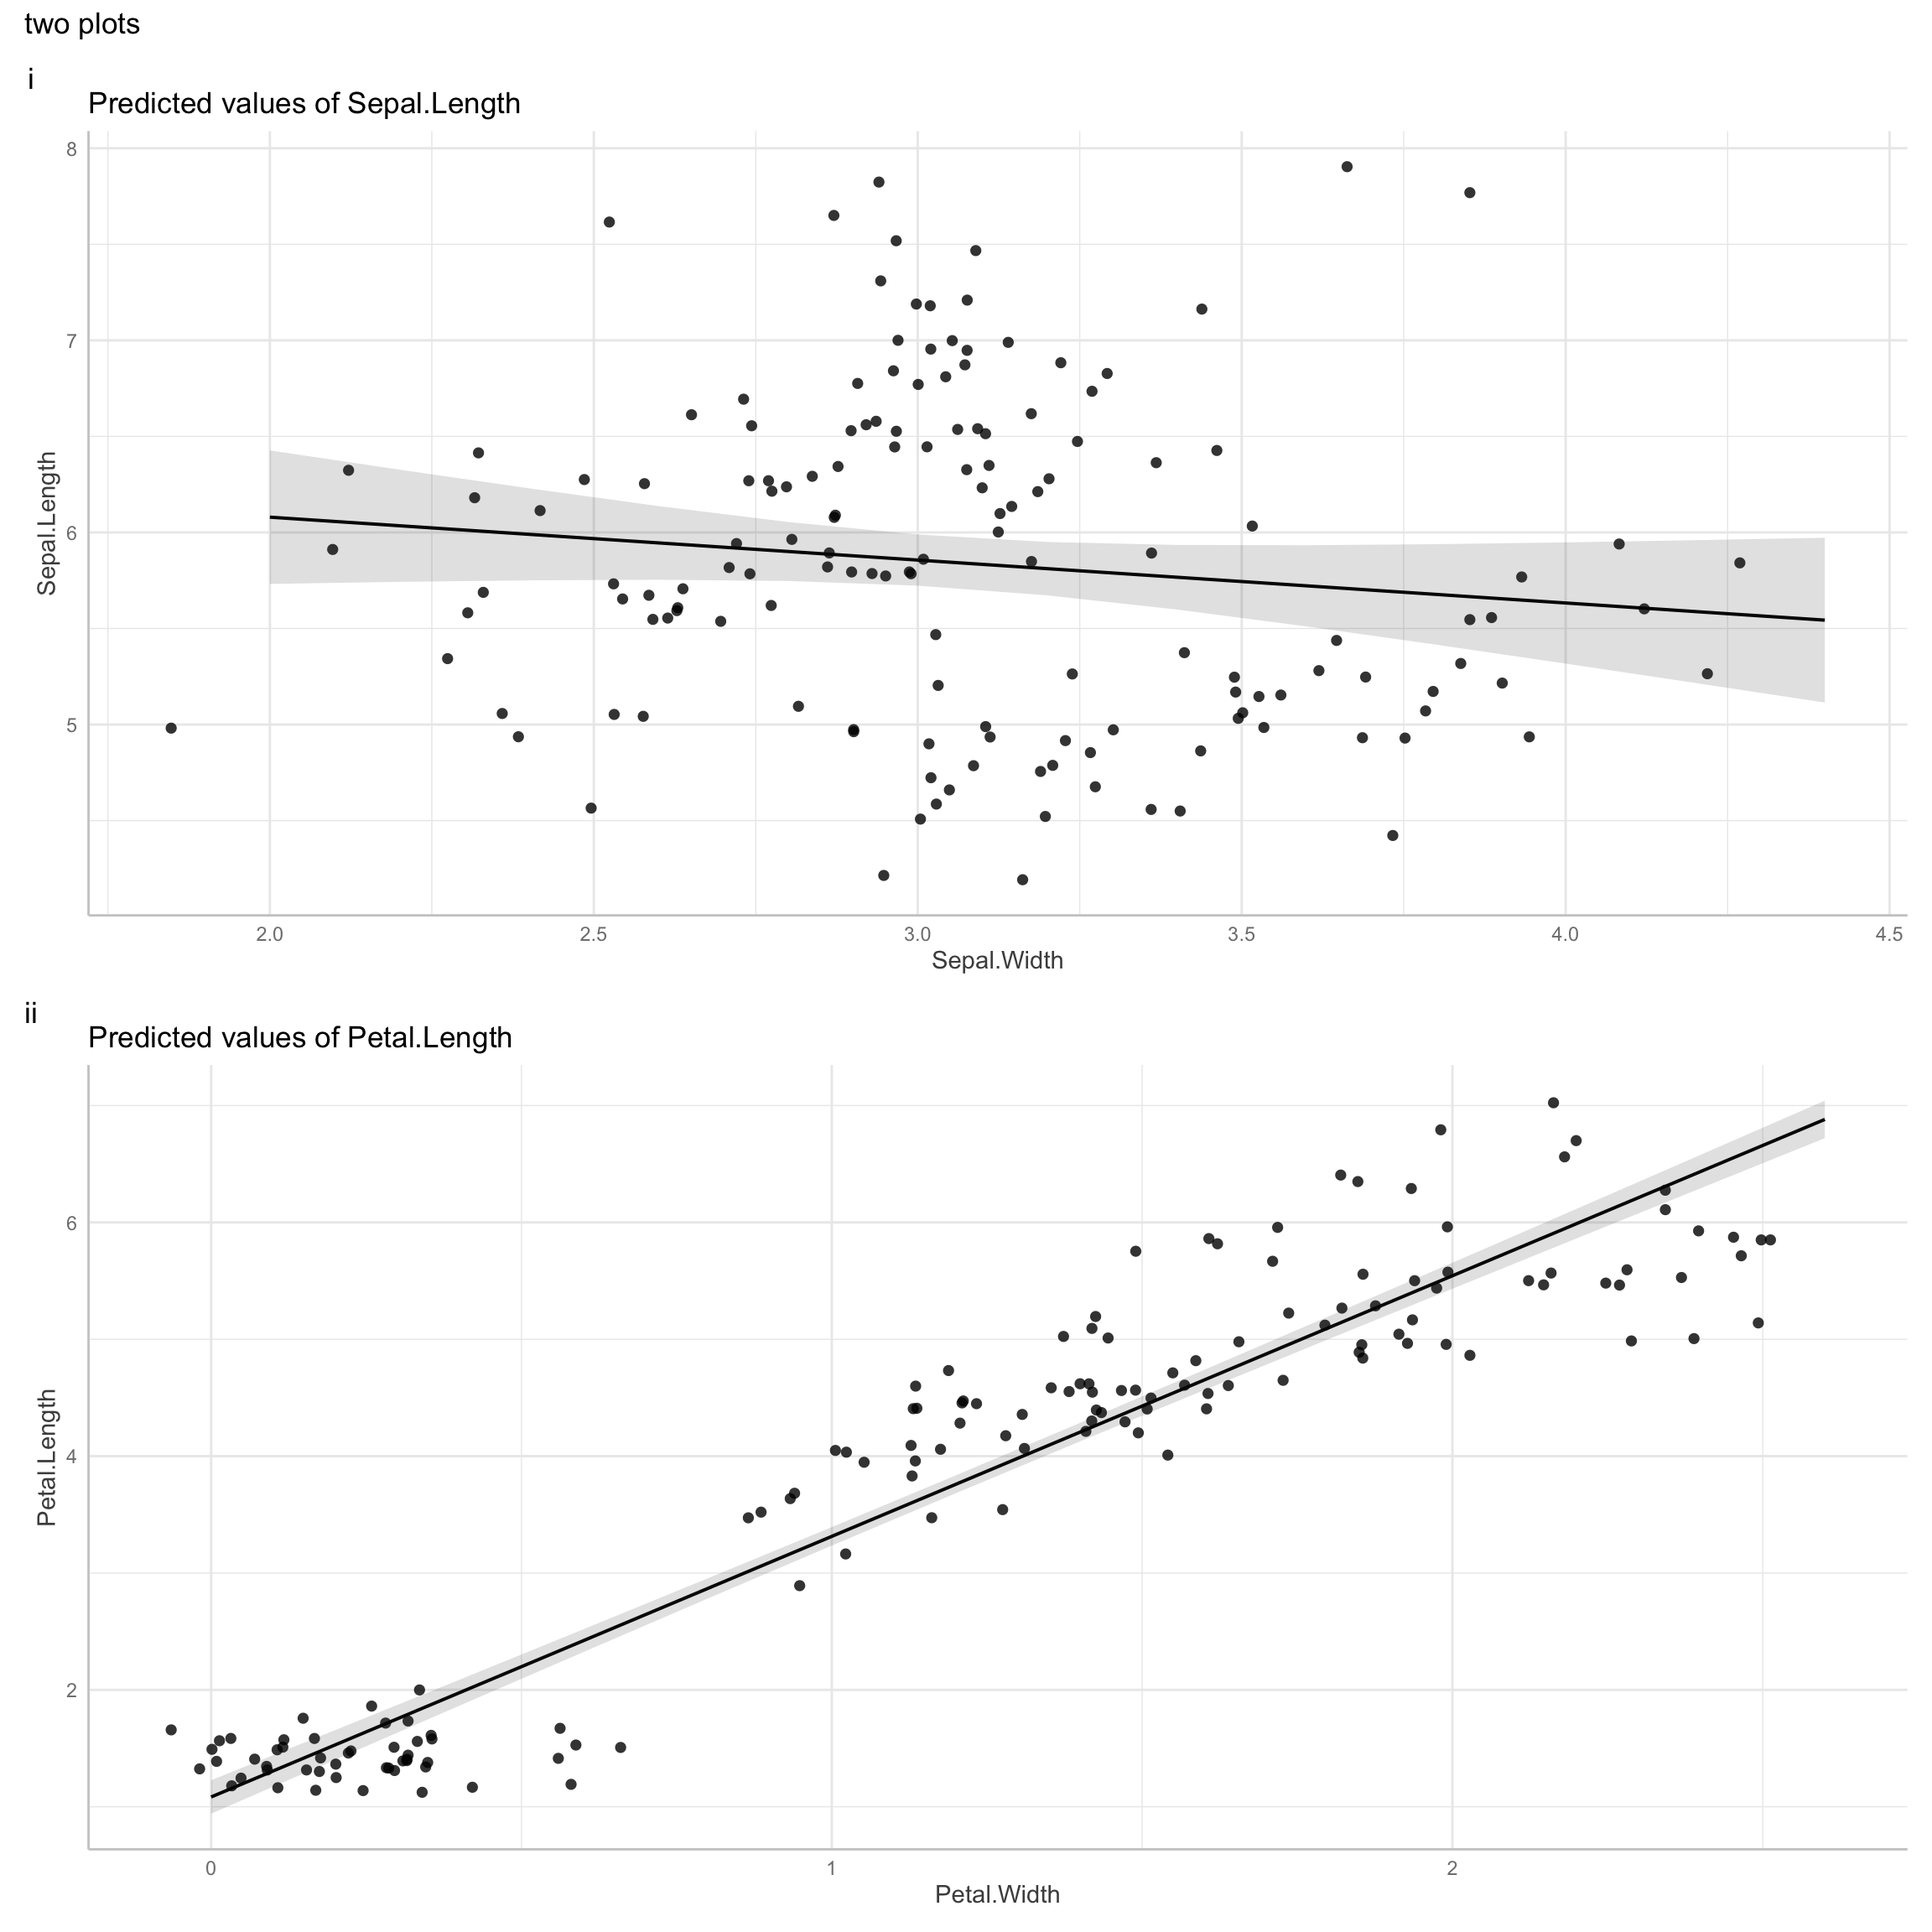 two plots
i
Predicted values of Sepal.Length
8
7
6
5
Sepal.Length
2.0 2.5 3.0 3.5 4.0 4.5
Sepal.Width
ii
Predicted values of Petal.Length
6
4
2
Petal.Length
0 1 2
Petal.Width